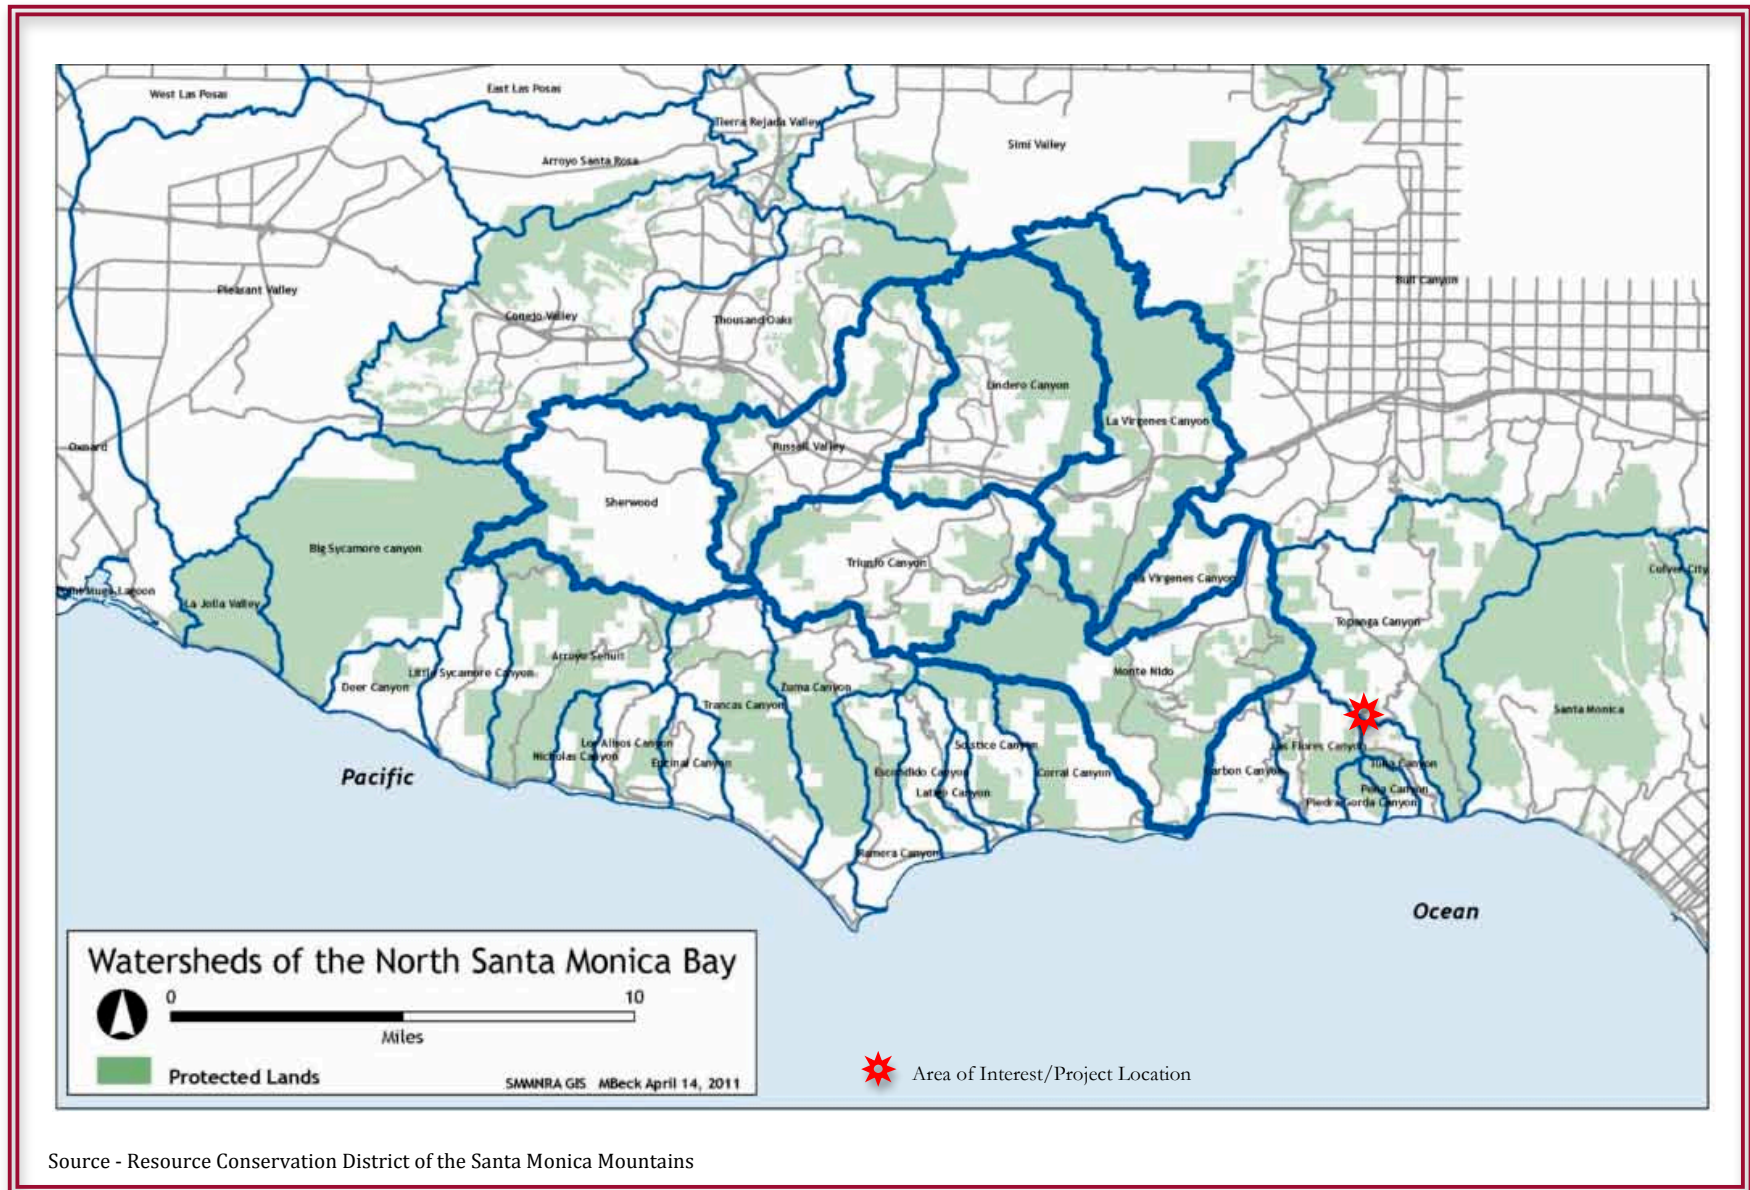 West Las Posas
East Las Posas
Tierra Rejada Valley
Simi Valley
Arroyo Santa Rosa
Bull Canyon
Pleasant Valley
Conejo Valley
Thousand Oaks
Lindero Canyon
La Virgenes Canyon
Oxnard
Russell Valley
Sherwood
Big Sycamore canyon
Triunfo Canyon
Culver City
La Virgenes Canyon
Lagoon
La Jolla Valley
Topanga Canyon
Arroyo Sequit
Little Sycamore Canyon
Monte Nido
Deer Canyon
Zuma Canyon
Trancas Canyon
Santa Monica
Los Alisos Canyon
Solstice Canyon
Las Flores Canyon
Nicholas Canyon
Encinal Canyon
Tuna Canyon
Pacific
Escondido Canyon
Corral Canyon
Carbon Canyon
Latigo Canyon
Pena Canyon
Piedra Gorda Canyon
Ramera Canyon
Ocean
Watersheds of the North Santa Monica Bay
0 10
Miles
Protected Lands
SMMNRA GIS MBeck April 14, 2011
Area of Interest/Project Location
Source - Resource Conservation District of the Santa Monica Mountains